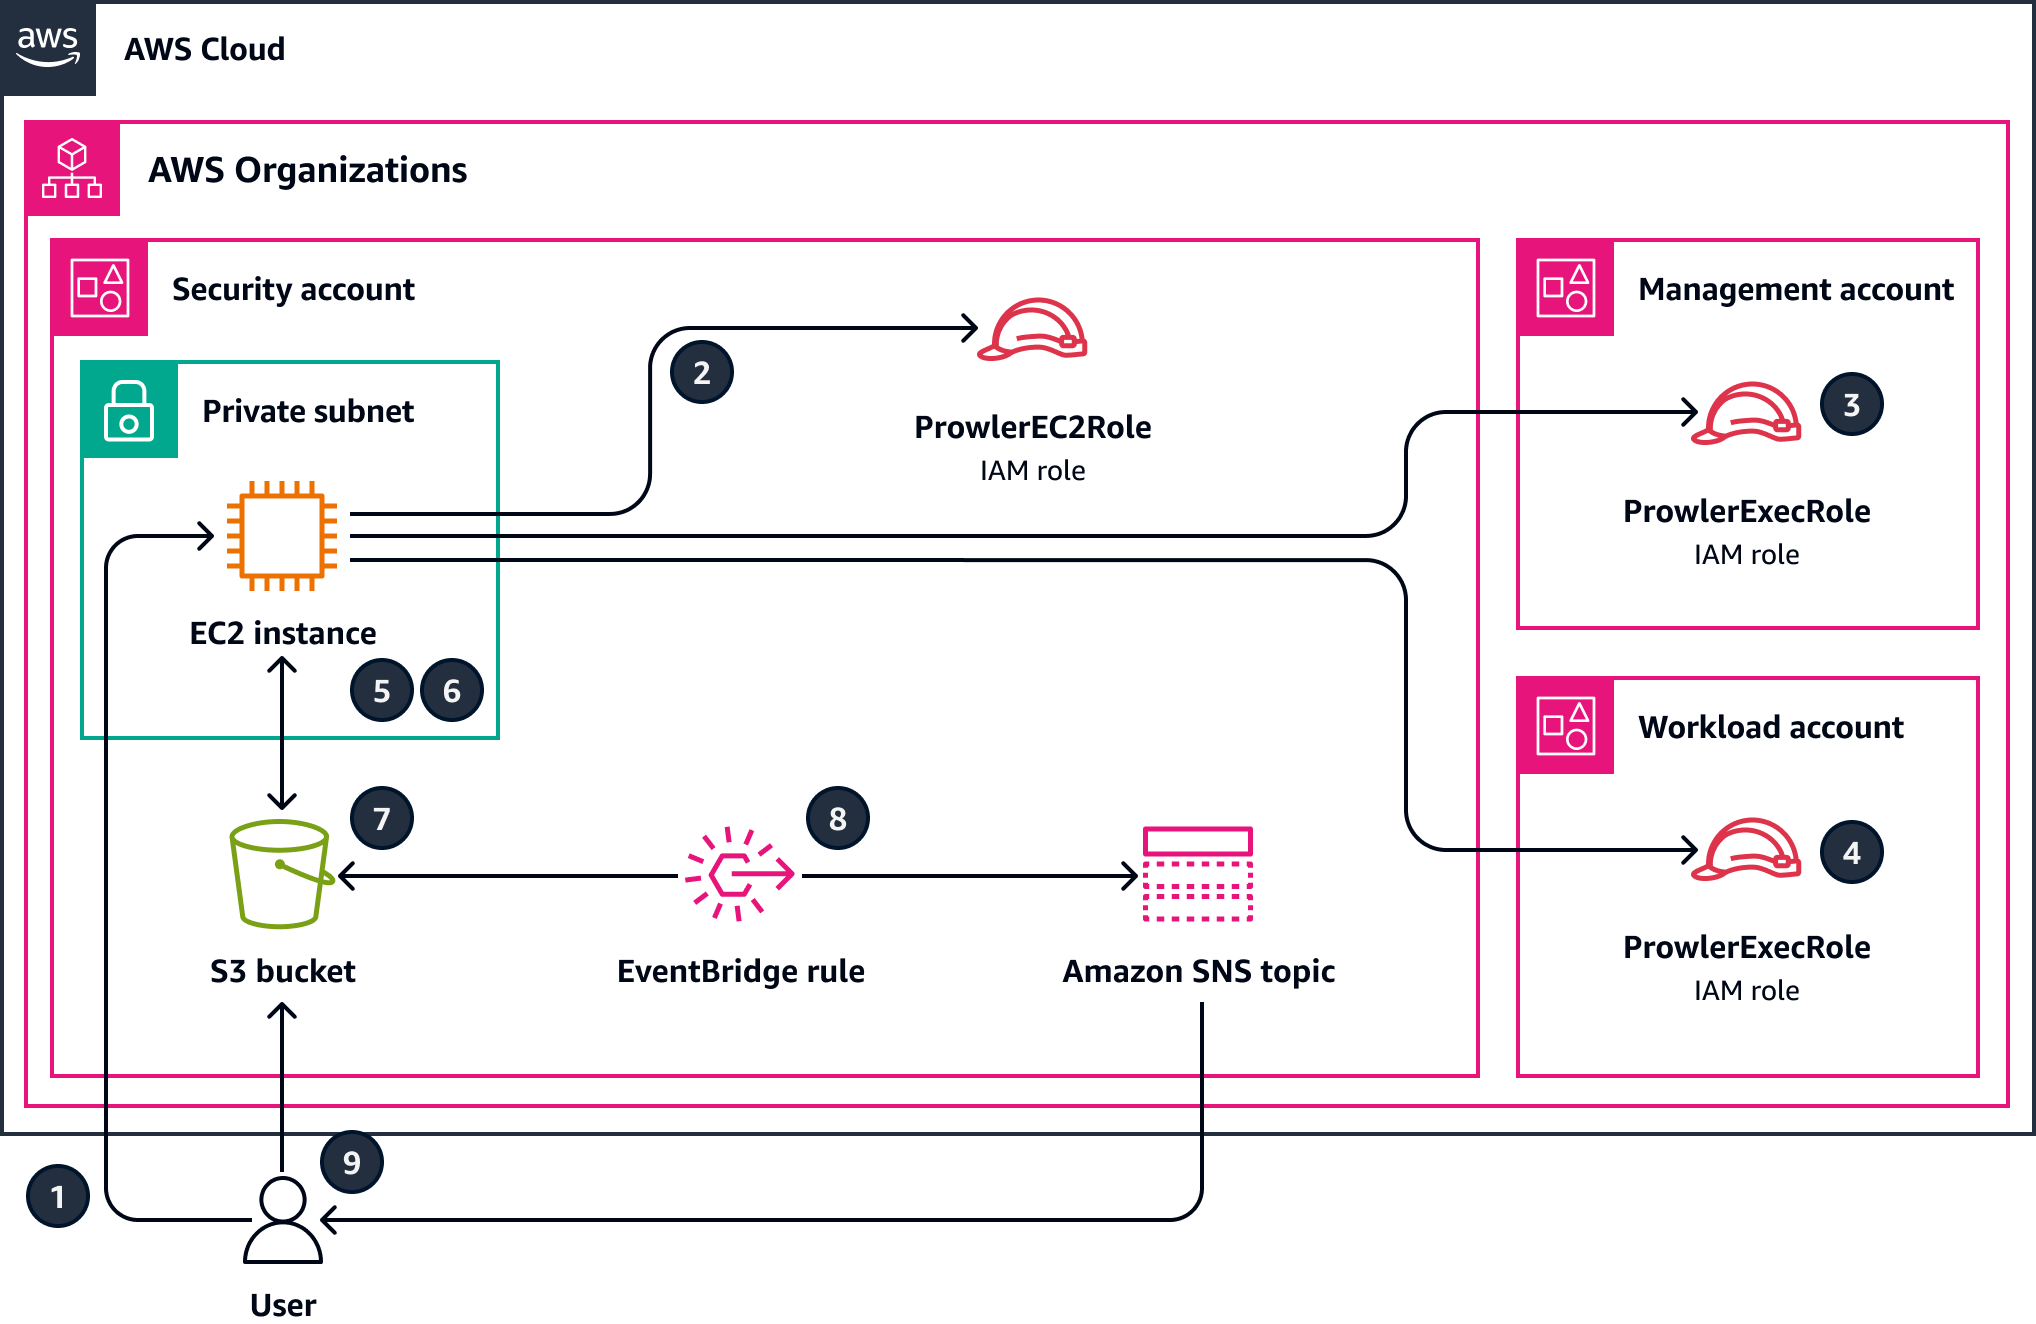 aws
AWS Cloud
AWS Organizations
Security account
Management account
Private subnet
2
3
ProwlerEC2Role
IAM role
ProwlerExecRole
IAM role
EC2 instance
5
6
Workload account
7
8
4
ProwlerExecRole
IAM role
S3 bucket
EventBridge rule
Amazon SNS topic
9
1
User